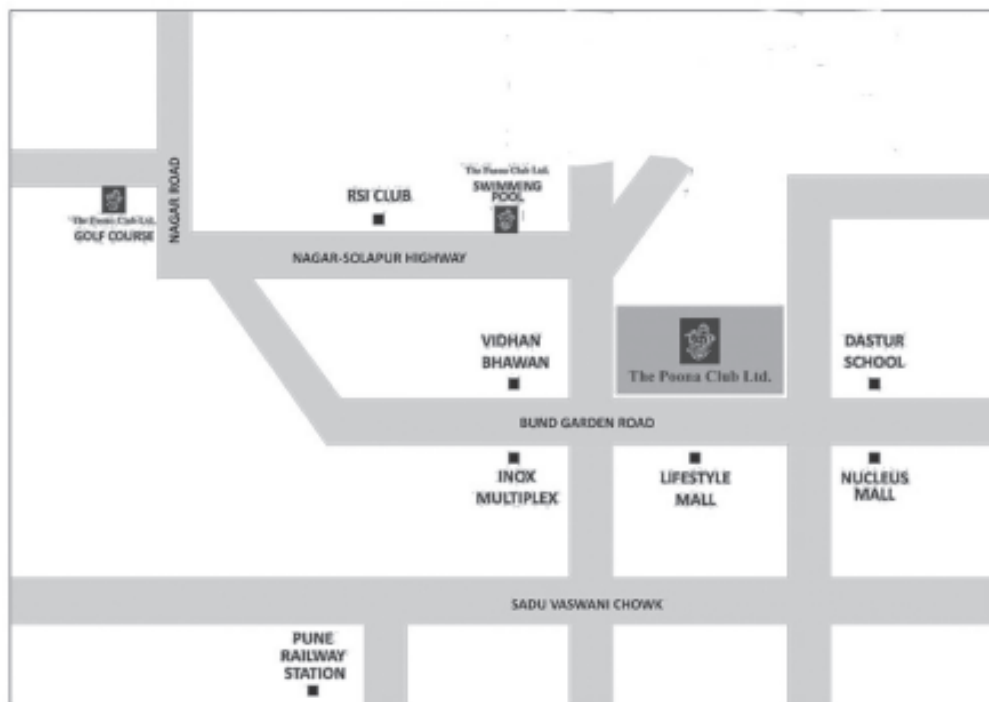 The Poona Club Ltd.
SWIMMING
POOL
RSI CLUB
NAGAR ROAD
The Poona Club Ltd.
GOLF COURSE
NAGAR-SOLAPUR HIGHWAY
VIDHAN
BHAWAN
The Poona Club Ltd.
DASTUR
SCHOOL
BUND GARDEN ROAD
INOX
MULTIPLEX
LIFESTYLE
MALL
NUCLEUS
MALL
SADU VASWANI CHOWK
PUNE
RAILWAY
STATION